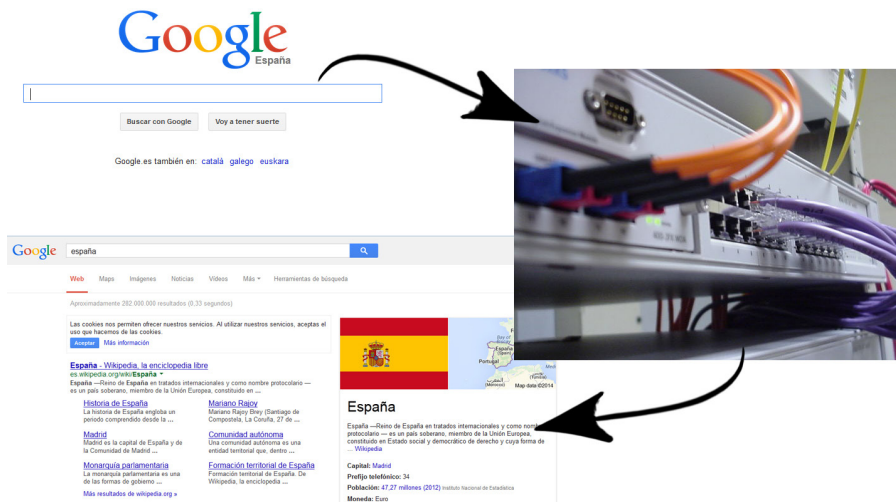 Google
España
Buscar con Google Voy a tener suerte
Google.es también en: català galego euskara
Google españa
Web Maps Imágenes Noticias Vídeos Más Herramientas de búsqueda
Aproximadamente 282.000.000 resultados (0,33 segundos)
Las cookies nos permiten ofrecer nuestros servicios. Al utilizar nuestros servicios, aceptas el
uso que hacemos de las cookies.
Aceptar Más información
España - Wikipedia, la enciclopedia libre
es.wikipedia.org/wiki/España
España —Reino de España en tratados internacionales y como nombre protocolario —
es un país soberano, miembro de la Unión Europea, constituido en ...
Historia de España
La historia de España engloba un
periodo comprendido desde la ...
Mariano Rajoy
Mariano Rajoy Brey (Santiago de
Compostela, La Coruña, 27 de ...
Madrid
Madrid es la capital de España y de
la Comunidad de Madrid ...
Comunidad autónoma
Una comunidad autónoma es una
entidad territorial que, dentro ...
Monarquía parlamentaria
La monarquía parlamentaria es una
de las formas de gobierno ...
Formación territorial de España
Formación territorial de España. De
Wikipedia, la enciclopedia ...
Más resultados de wikipedia.org »
Bay of
España
(Spain)
Portugal
(Morocco)
(Tunisia)
Map data ©2014
España
España —Reino de España en tratados internacionales y como nombre
protocolario — es un país soberano, miembro de la Unión Europea,
constituido en Estado social y democrático de derecho y cuya forma de
... Wikipedia
Capital: Madrid
Prefijo telefónico: 34
Población: 47,27 millones (2012) Instituto Nacional de Estadística
Moneda: Euro